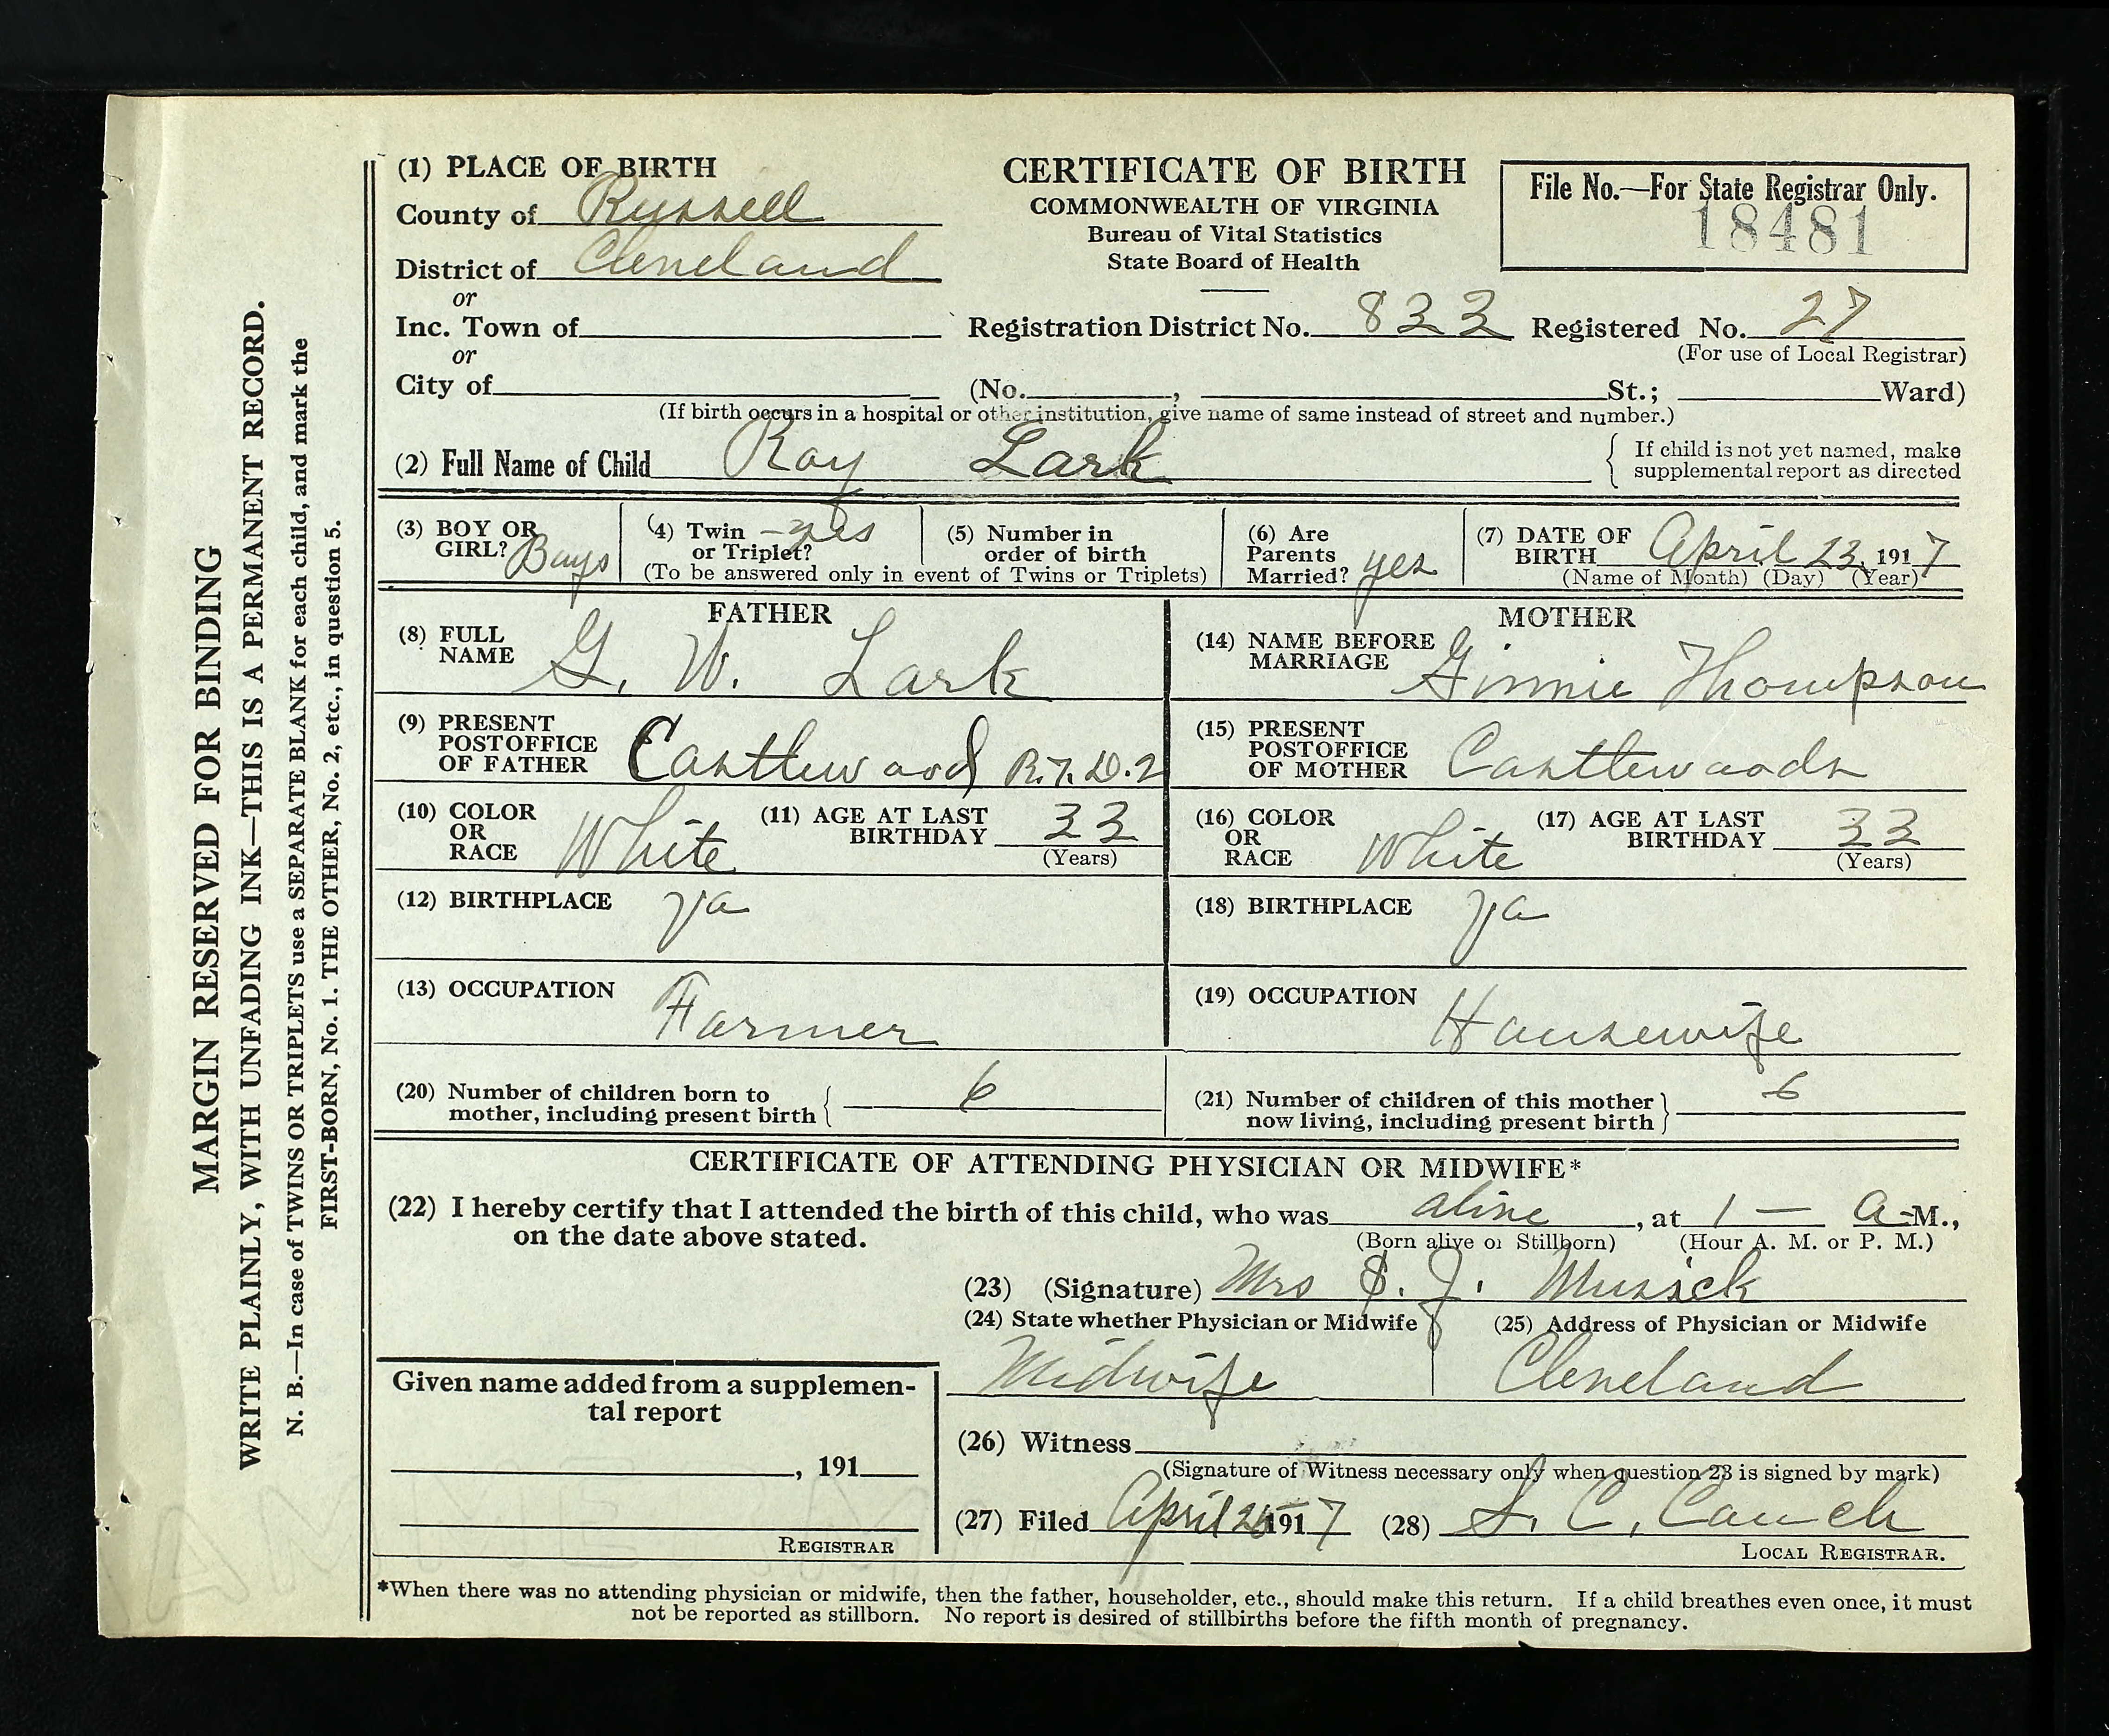 MARGIN RESERVED FOR BINDING
WRITE PLAINLY, WITH UNFADING INK—THIS IS A PERMANENT RECORD.
N. B.—In case of TWINS OR TRIPLETS use a SEPARATE BLANK for each child, and mark the
FIRST-BORN, No. 1. THE OTHER, No. 2, etc., in question 5.
(1) PLACE OF BIRTH
County of Russell
District of Cleveland
or
Inc. Town of
or
City of
CERTIFICATE OF BIRTH
COMMONWEALTH OF VIRGINIA
Bureau of Vital Statistics
State Board of Health
File No.—For State Registrar Only.
18481
Registration District No. 833 Registered No. 27
(For use of Local Registrar)
(No. , St.; Ward)
(If birth occurs in a hospital or other institution, give name of same instead of street and number.)
(2) Full Name of Child Ray Lark
If child is not yet named, make
supplemental report as directed
(3) BOY OR
GIRL? Boys
(4) Twin - yes
or Triplet?
(5) Number in
order of birth
(To be answered only in event of Twins or Triplets)
(6) Are
Parents
Married? yes
(7) DATE OF
BIRTH April 23, 1917
(Name of Month) (Day) (Year)
FATHER
(8) FULL
NAME G. W. Lark
(9) PRESENT
POSTOFFICE
OF FATHER Castlewood R.F.D.2
(10) COLOR
OR
RACE White
(11) AGE AT LAST
BIRTHDAY 33
(Years)
(12) BIRTHPLACE Va
(13) OCCUPATION Farmer
MOTHER
(14) NAME BEFORE
MARRIAGE Ginnie Thompson
(15) PRESENT
POSTOFFICE
OF MOTHER Castlewoods
(16) COLOR
OR
RACE White
(17) AGE AT LAST
BIRTHDAY 33
(Years)
(18) BIRTHPLACE Va
(19) OCCUPATION Housewife
(20) Number of children born to
mother, including present birth 6
(21) Number of children of this mother
now living, including present birth 6
CERTIFICATE OF ATTENDING PHYSICIAN OR MIDWIFE*
(22) I hereby certify that I attended the birth of this child, who was alive, at 1 — a-M.,
on the date above stated. (Born alive or Stillborn) (Hour A. M. or P. M.)
(23) (Signature) Mrs J. Musick
(24) State whether Physician or Midwife
Midwife
(25) Address of Physician or Midwife
Cleveland
Given name added from a supplemen-
tal report
, 191
REGISTRAR
(26) Witness
(Signature of Witness necessary only when question 23 is signed by mark)
(27) Filed April 1917 (28) S. C. Couch
LOCAL REGISTRAR.
*When there was no attending physician or midwife, then the father, householder, etc., should make this return. If a child breathes even once, it must
not be reported as stillborn. No report is desired of stillbirths before the fifth month of pregnancy.